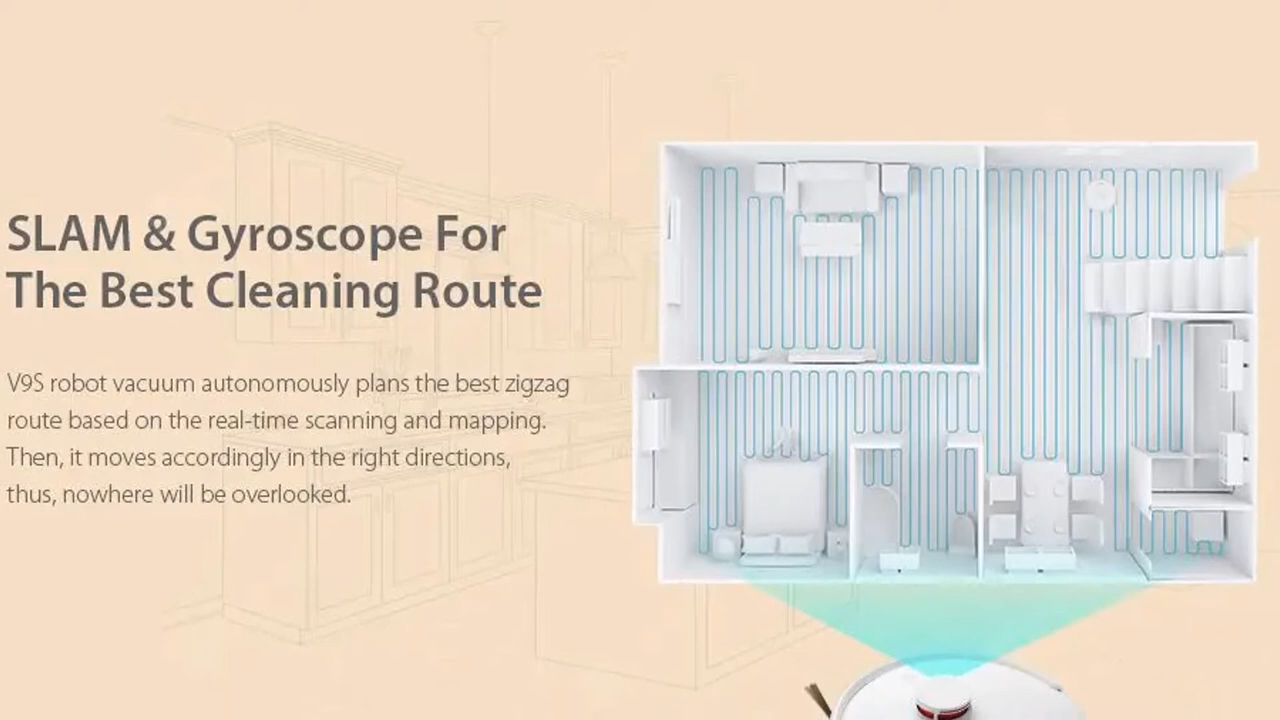 SLAM & Gyroscope For
The Best Cleaning Route
V9S robot vacuum autonomously plans the best zigzag
route based on the real-time scanning and mapping.
Then, it moves accordingly in the right directions,
thus, nowhere will be overlooked.